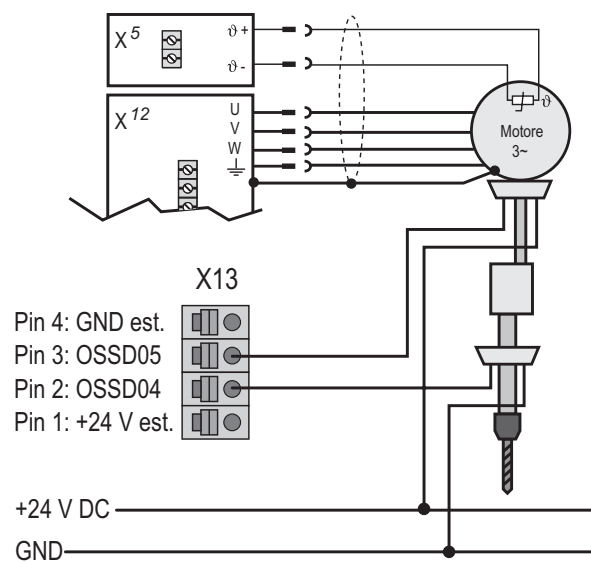 X5
ϑ +
ϑ -
X12
U
V
W
ϑ
Motore
3~
X13
Pin 4: GND est.
Pin 3: OSSD05
Pin 2: OSSD04
Pin 1: +24 V est.
+24 V DC
GND